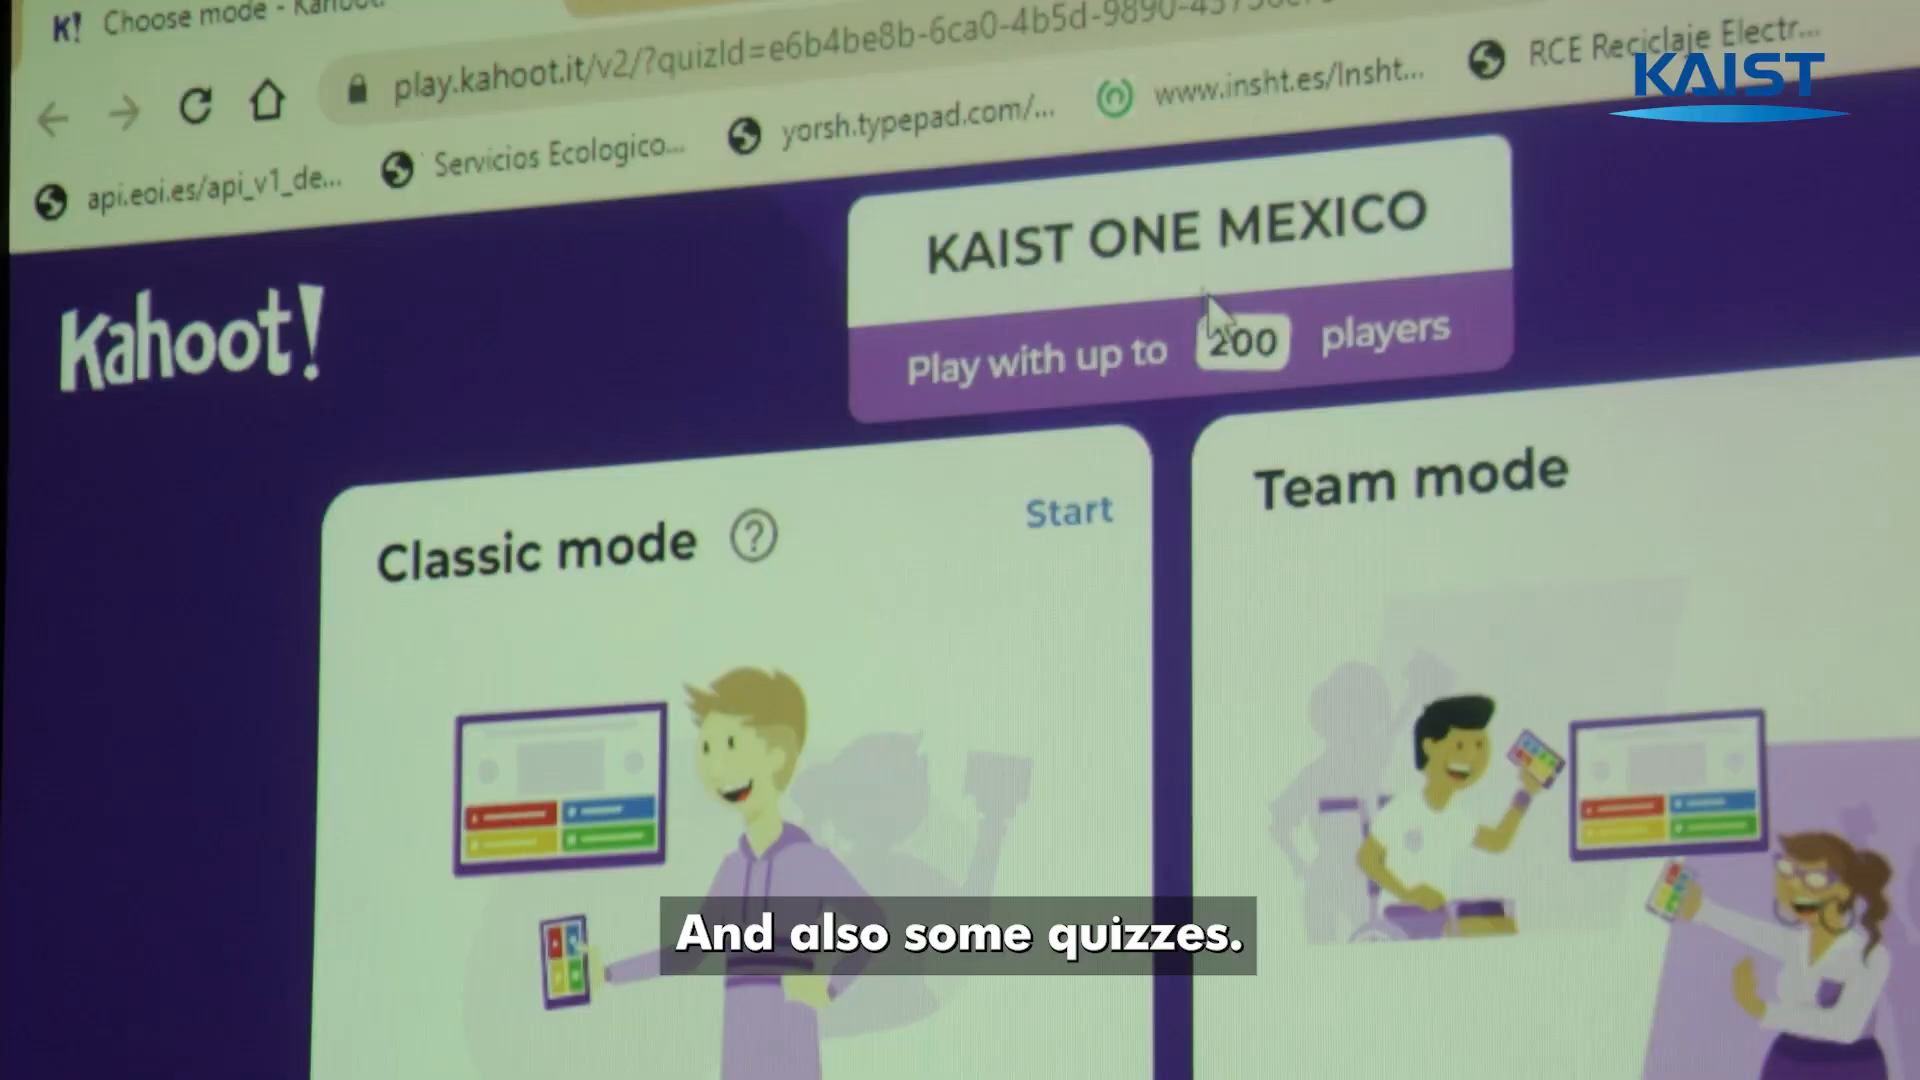 K! Choose mode - Kahoot!
play.kahoot.it/v2/?quizId=e6b4be8b-6ca0-4b5d-9890-
api.eoi.es/api_v1_de...
Servicios Ecologico...
yorsh.typepad.com/...
www.insht.es/Insht...
RCE Reciclaje Electr...
KAIST
KAIST ONE MEXICO
Kahoot!
Play with up to 200 players
Classic mode ?
Start
Team mode
And also some quizzes.